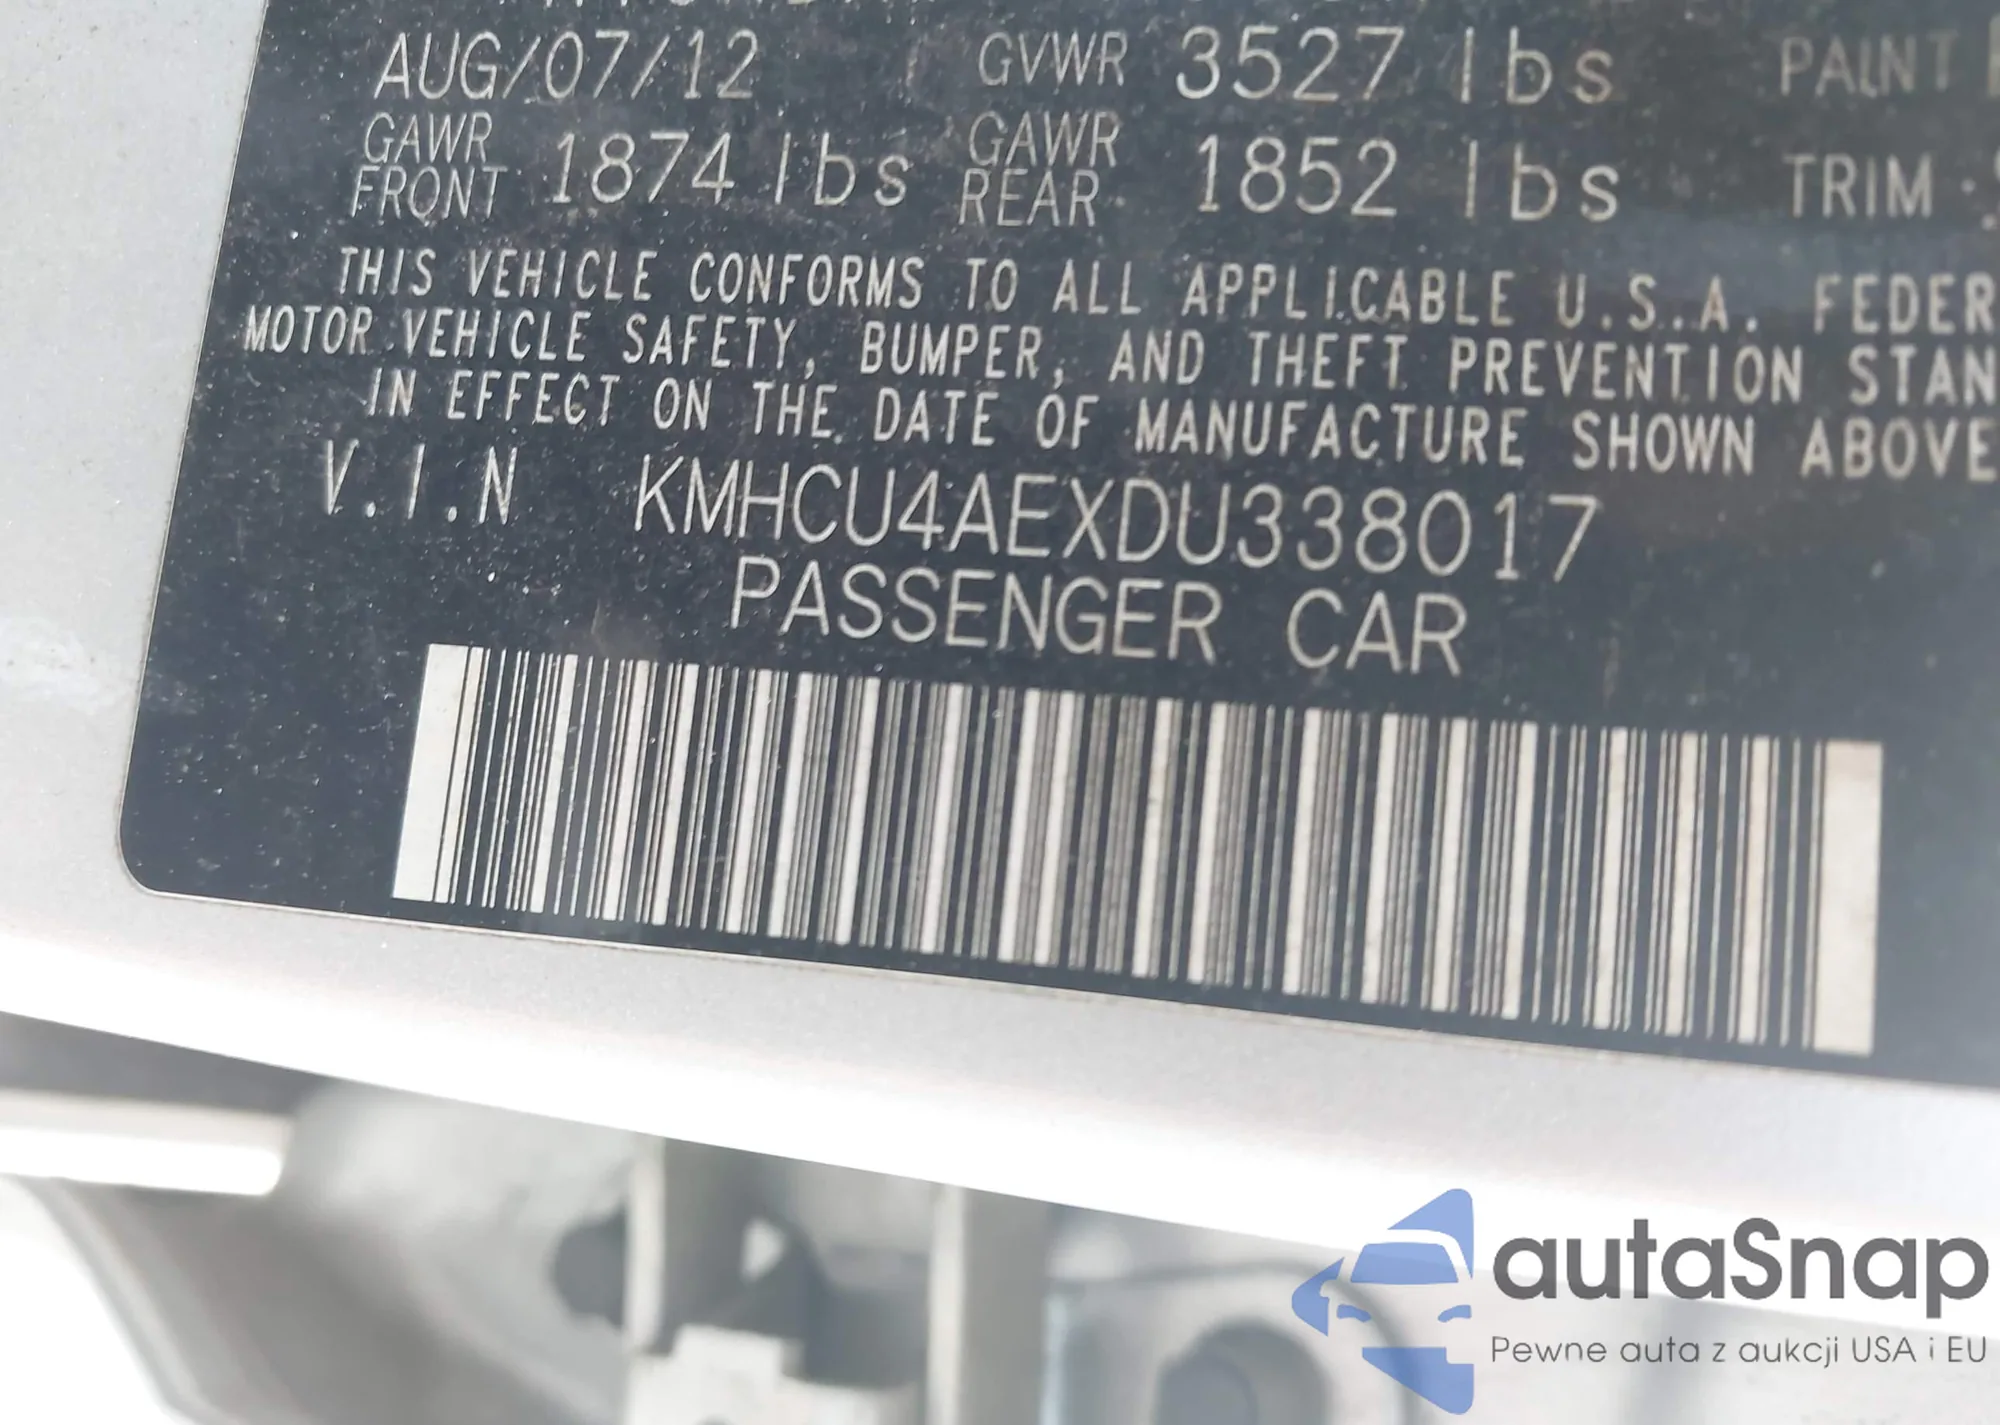 AUG/07/12 GVWR 3527 lbs PAINT
GAWR FRONT 1874 lbs GAWR REAR 1852 lbs TRIM :
THIS VEHICLE CONFORMS TO ALL APPLICABLE U.S.A. FEDER
MOTOR VEHICLE SAFETY, BUMPER, AND THEFT PREVENTION STAN
IN EFFECT ON THE DATE OF MANUFACTURE SHOWN ABOVE
V.I.N KMHCU4AEXDU338017
PASSENGER CAR
autaSnap
Pewne auta z aukcji USA i EU